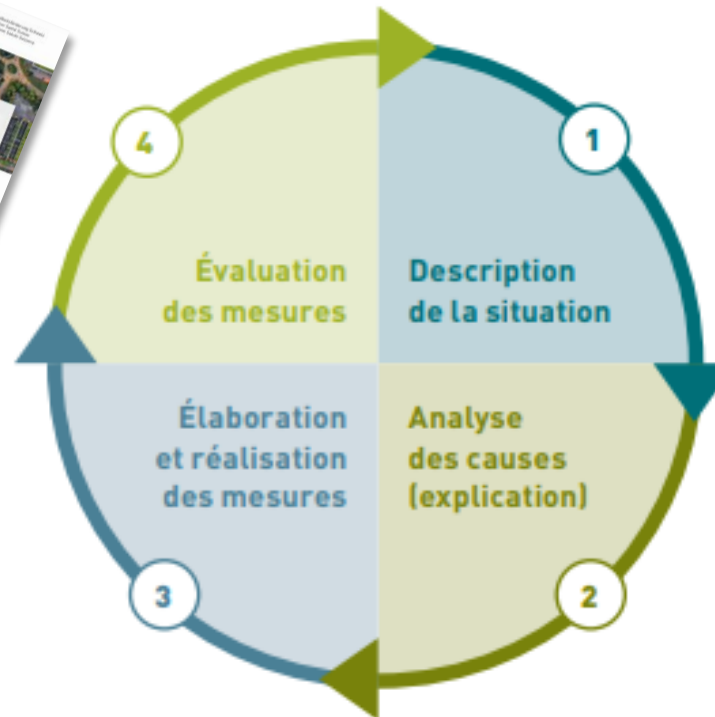 4
1
Évaluation
des mesures
Description
de la situation
Élaboration
et réalisation
des mesures
Analyse
des causes
(explication)
3
2